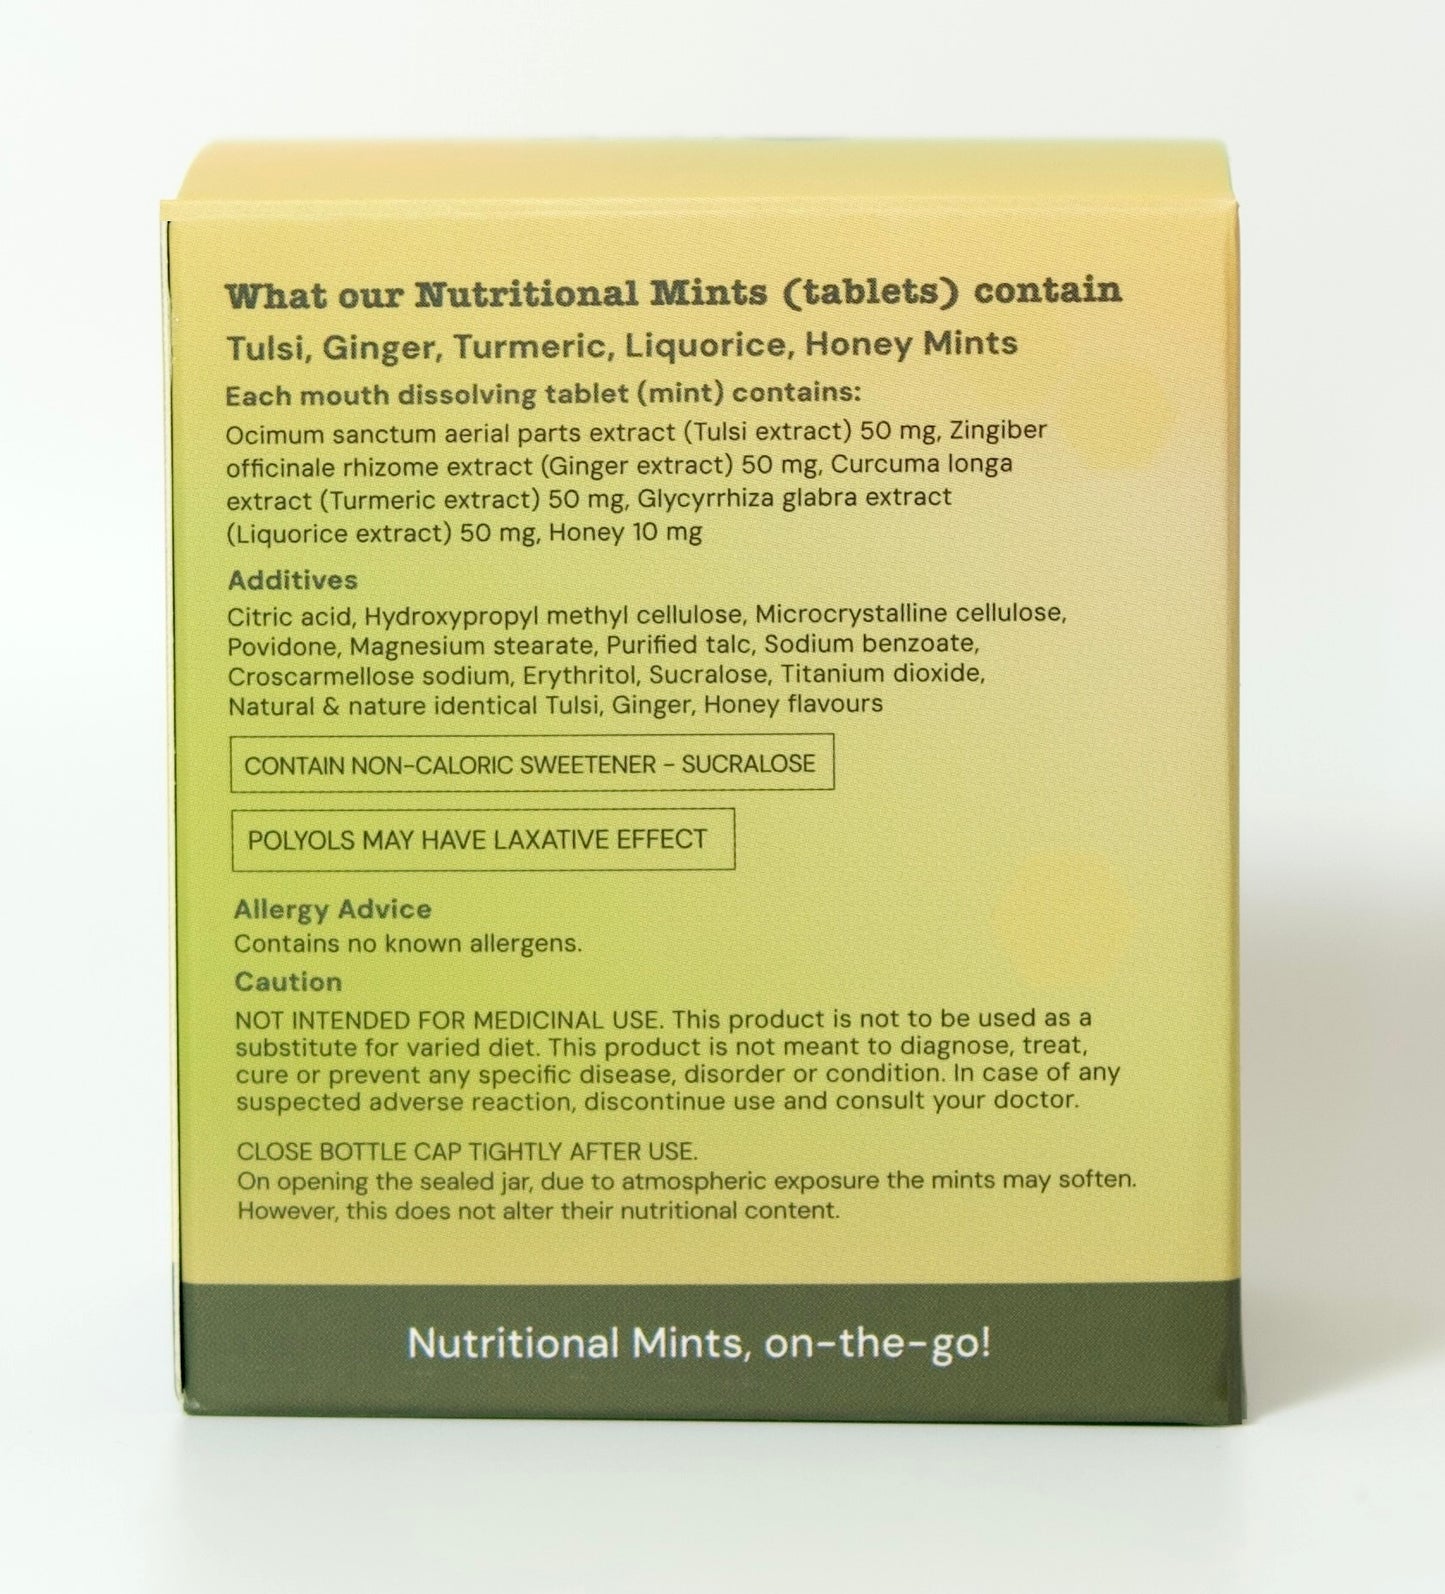 What our Nutritional Mints (tablets) contain
Tulsi, Ginger, Turmeric, Liquorice, Honey Mints
Each mouth dissolving tablet (mint) contains:
Ocimum sanctum aerial parts extract (Tulsi extract) 50 mg, Zingiber
officinale rhizome extract (Ginger extract) 50 mg, Curcuma longa
extract (Turmeric extract) 50 mg, Glycyrrhiza glabra extract
(Liquorice extract) 50 mg, Honey 10 mg
Additives
Citric acid, Hydroxypropyl methyl cellulose, Microcrystalline cellulose,
Povidone, Magnesium stearate, Purified talc, Sodium benzoate,
Croscarmellose sodium, Erythritol, Sucralose, Titanium dioxide,
Natural & nature identical Tulsi, Ginger, Honey flavours
CONTAIN NON-CALORIC SWEETENER - SUCRALOSE
POLYOLS MAY HAVE LAXATIVE EFFECT
Allergy Advice
Contains no known allergens.
Caution
NOT INTENDED FOR MEDICINAL USE. This product is not to be used as a
substitute for varied diet. This product is not meant to diagnose, treat,
cure or prevent any specific disease, disorder or condition. In case of any
suspected adverse reaction, discontinue use and consult your doctor.
CLOSE BOTTLE CAP TIGHTLY AFTER USE.
On opening the sealed jar, due to atmospheric exposure the mints may soften.
However, this does not alter their nutritional content.
Nutritional Mints, on-the-go!